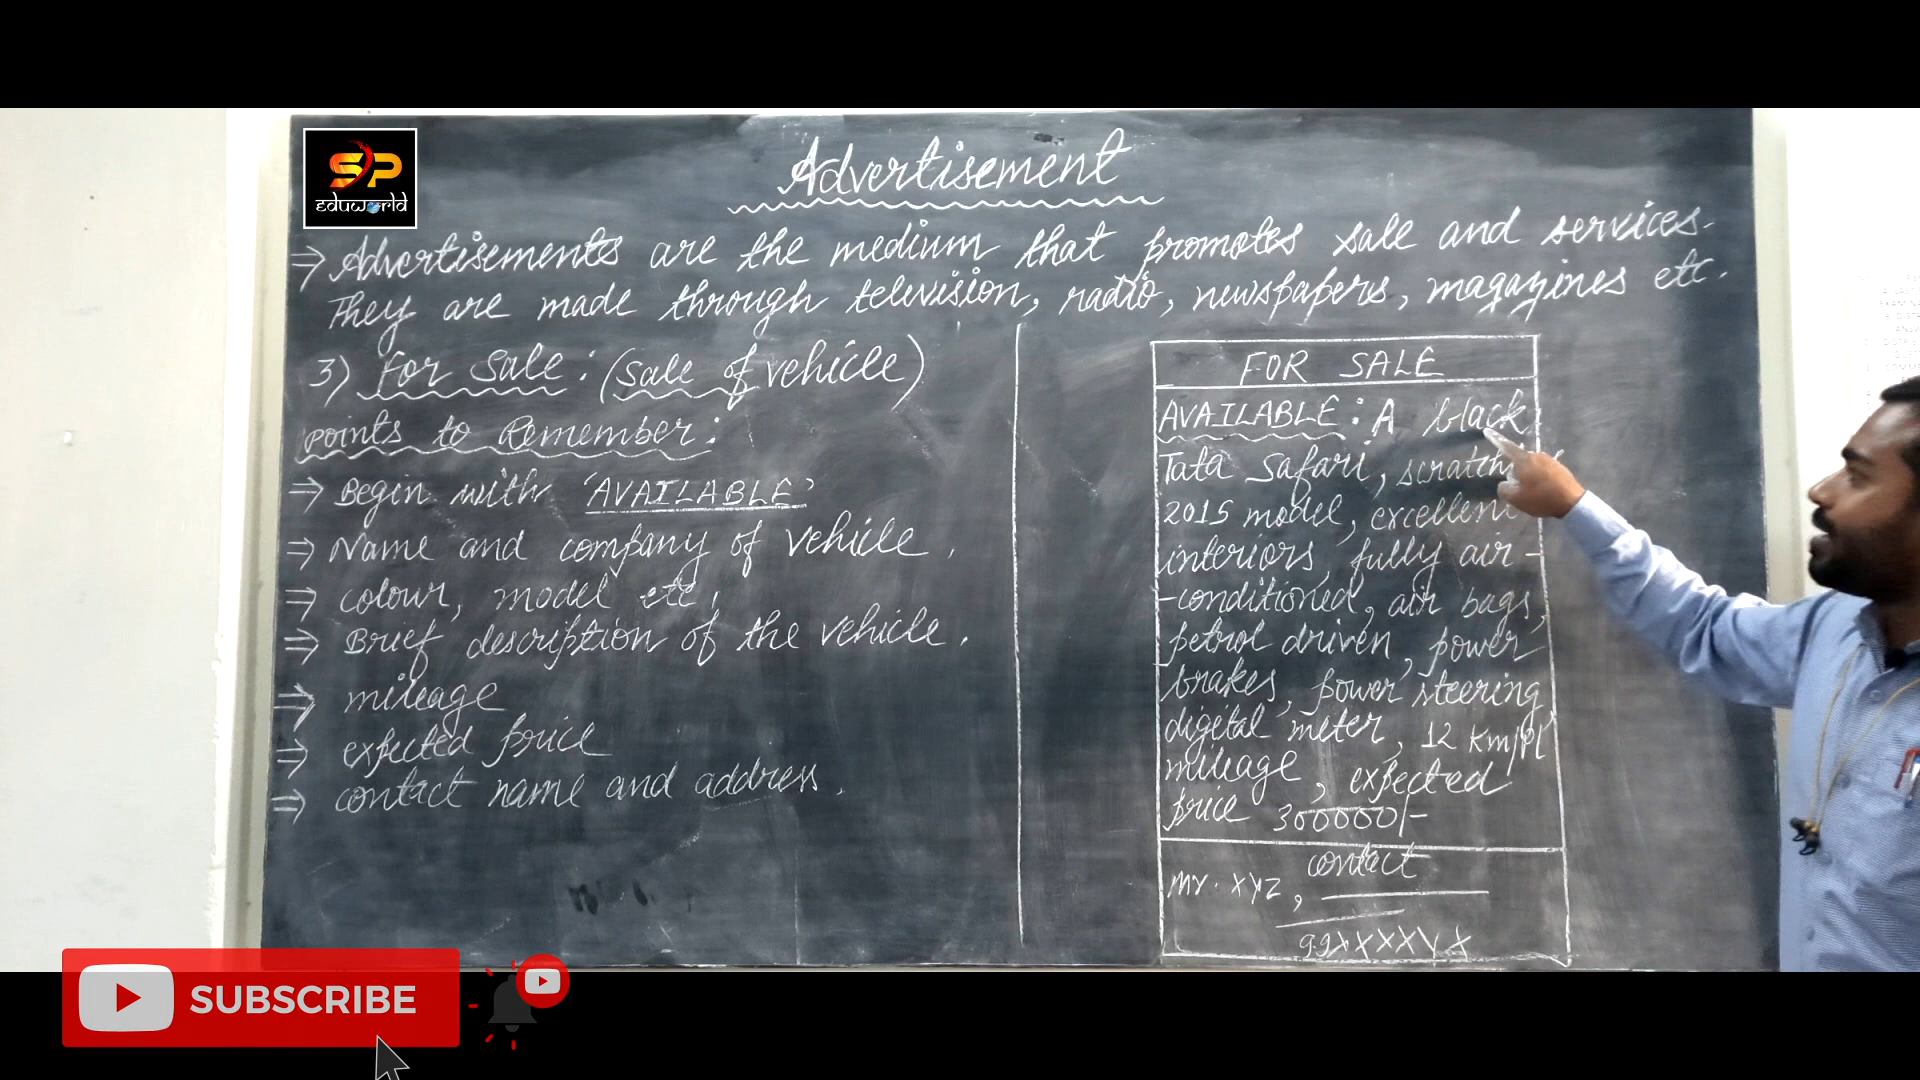 SP
eduworld
Advertisement
⇒ Advertisements are the medium that promotes sale and services.
They are made through television, radio, newspapers, magazines etc.
3) For Sale : (Sale of vehicle)
Points to Remember :
⇒ Begin with 'AVAILABLE'
⇒ Name and company of vehicle.
⇒ colour, model etc.
⇒ Brief description of the vehicle.
⇒ mileage
⇒ expected price
⇒ contact name and address.
FOR SALE
AVAILABLE : A black
Tata Safari,
2015 model, excellent
interiors, fully air-
-conditioned, air bags,
petrol driven, power
brakes, power steering
digital meter, 12 Km/pl
mileage, expected
price 300000/-
contact
Mr. XYZ,
99XXXXXX
SUBSCRIBE